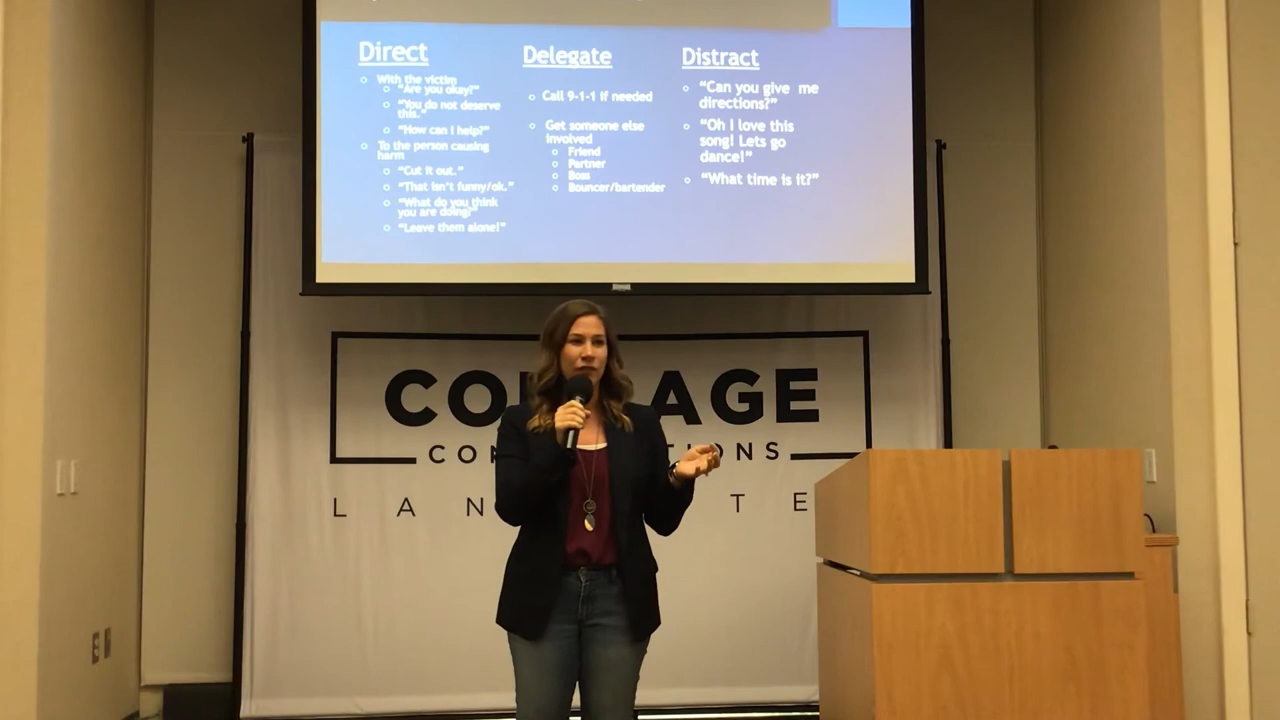 Direct
With the victim
"Are you okay?"
"You do not deserve
this."
"How can I help?"
To the person causing
harm
"Cut it out."
"That isn't funny/ok."
"What do you think
you are doing?"
"Leave them alone!"
Delegate
Call 9-1-1 if needed
Get someone else
involved
Friend
Partner
Boss
Bouncer/bartender
Distract
"Can you give me
directions?"
"Oh I love this
song! Lets go
dance!"
"What time is it?"
CO AGE
CO TIONS
LAN TE